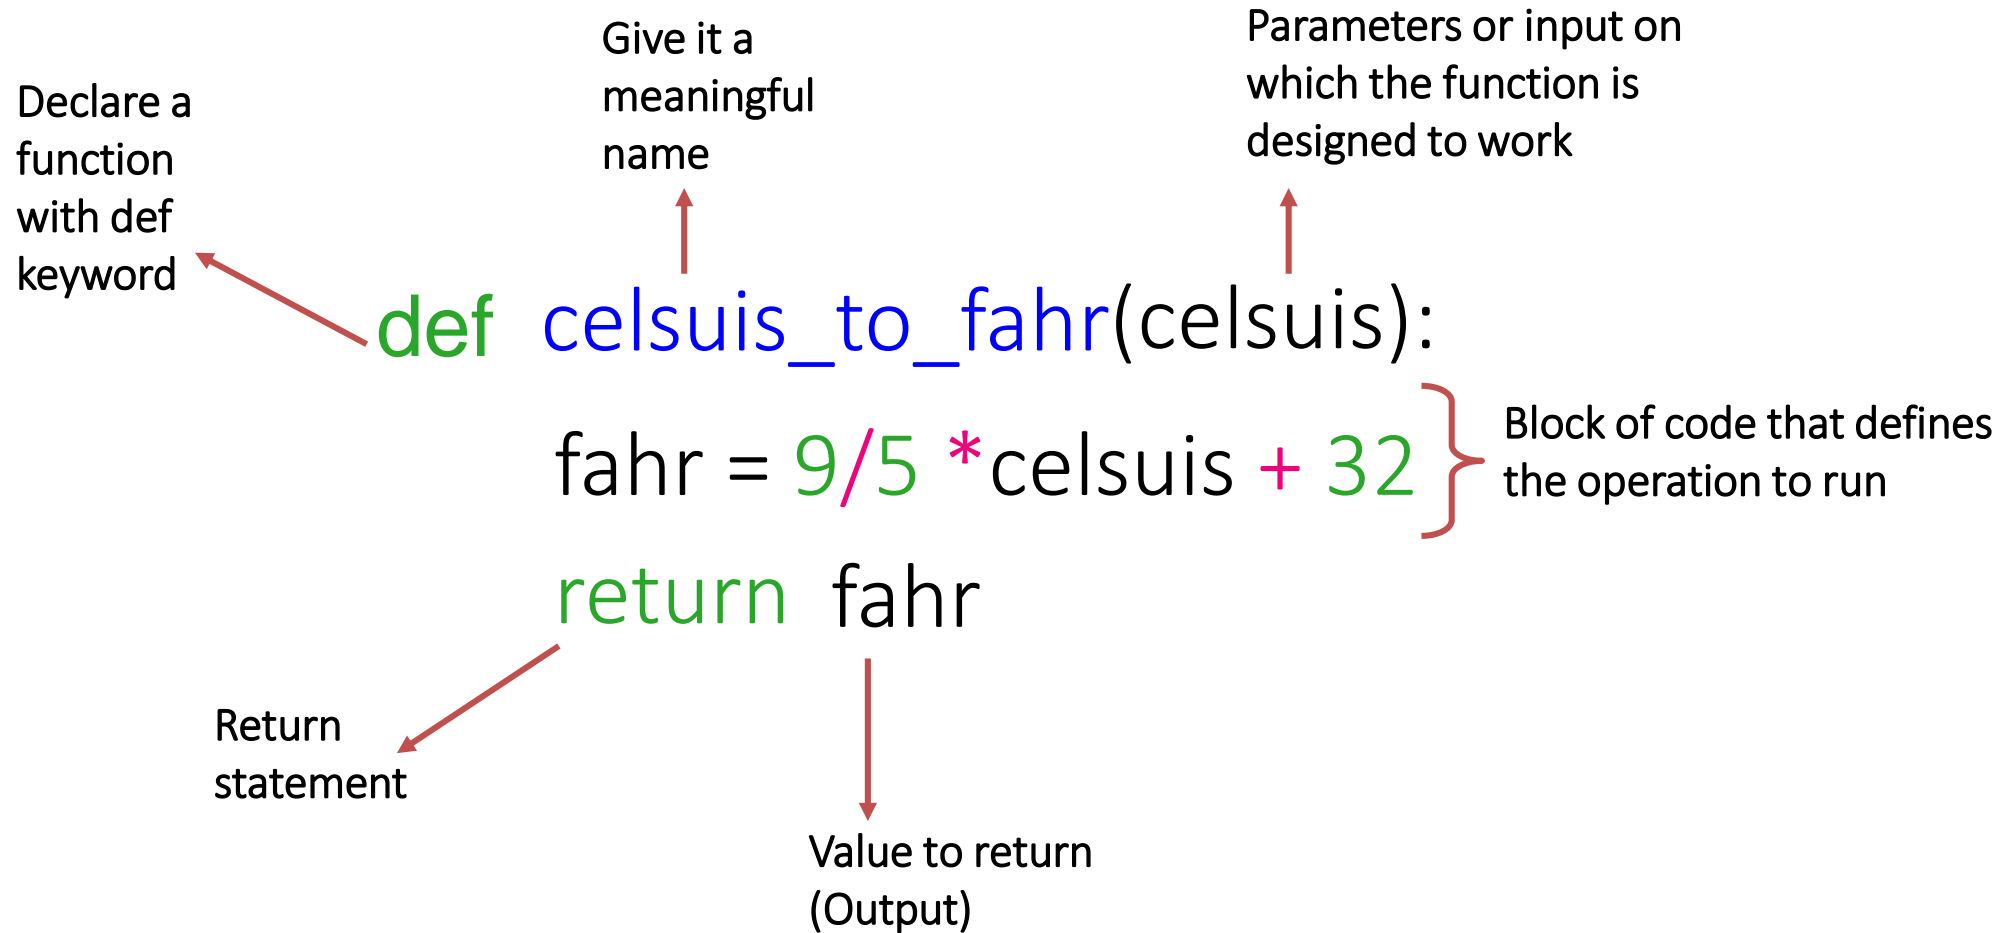 Declare a
function
with def
keyword
Give it a
meaningful
name
Parameters or input on
which the function is
designed to work
def celsuis_to_fahr(celsuis):
fahr = 9/5 *celsuis + 32
Block of code that defines
the operation to run
return fahr
Return
statement
Value to return
(Output)